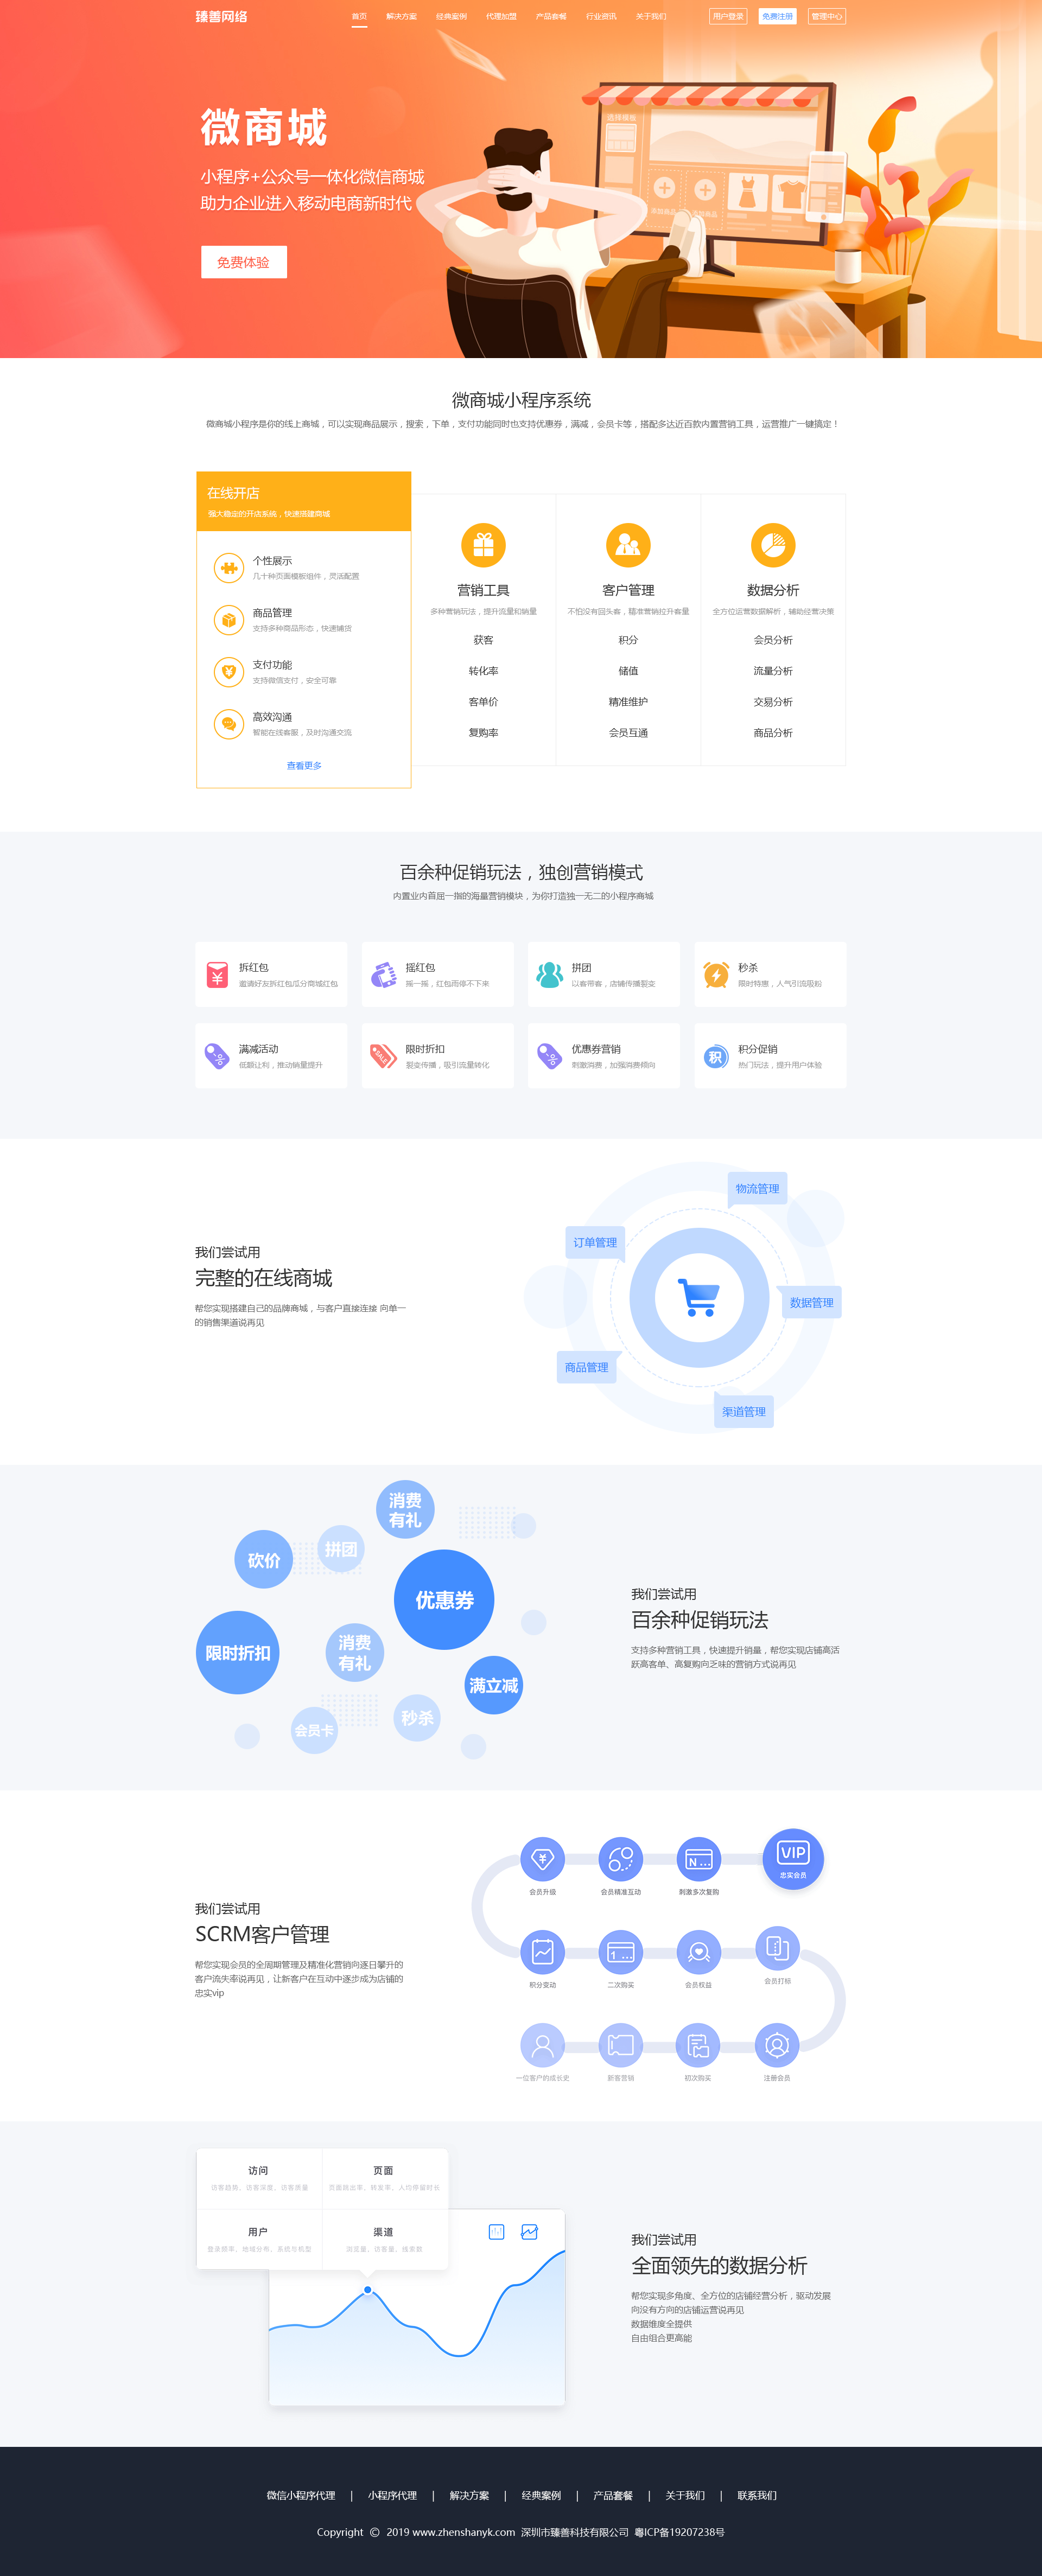 臻善网络
首页 解决方案 经典案例 代理加盟 产品套餐 行业资讯 关于我们
用户登录 免费注册 管理中心
微商城
小程序+公众号一体化微信商城
助力企业进入移动电商新时代
免费体验
选择模板
微商城小程序系统
微商城小程序是你的线上商城，可以实现商品展示，搜索，下单，支付功能同时也支持优惠券，满减，会员卡等，搭配多达近百款内置营销工具，运营推广一键搞定！
在线开店
强大稳定的开店系统，快速搭建商城
个性展示
几十种页面模板组件，灵活配置
商品管理
支持多种商品形态，快速铺货
支付功能
支持微信支付，安全可靠
高效沟通
智能在线客服，及时沟通交流
查看更多
营销工具
多种营销玩法，提升流量和销量
获客
转化率
客单价
复购率
客户管理
不怕没有回头客，精准营销拉升客量
积分
储值
精准维护
会员互通
数据分析
全方位运营数据解析，辅助经营决策
会员分析
流量分析
交易分析
商品分析
百余种促销玩法，独创营销模式
内置业内首屈一指的海量营销模块，为你打造独一无二的小程序商城
拆红包
邀请好友拆红包瓜分商城红包
摇红包
摇一摇，红包雨停不下来
拼团
以客带客，店铺传播裂变
秒杀
限时特惠，人气引流吸粉
满减活动
低额让利，推动销量提升
SALE
限时折扣
裂变传播，吸引流量转化
优惠券营销
刺激消费，加强消费倾向
积
积分促销
热门玩法，提升用户体验
我们尝试用
完整的在线商城
帮您实现搭建自己的品牌商城，与客户直接连接 向单一
的销售渠道说再见
物流管理
订单管理
数据管理
商品管理
渠道管理
消费
有礼
砍价
拼团
优惠券
限时折扣
消费
有礼
满立减
会员卡
秒杀
我们尝试用
百余种促销玩法
支持多种营销工具，快速提升销量，帮您实现店铺高活
跃高客单、高复购向乏味的营销方式说再见
我们尝试用
SCRM客户管理
帮您实现会员的全周期管理及精准化营销向逐日攀升的
客户流失率说再见，让新客户在互动中逐步成为店铺的
忠实vip
会员升级
会员精准互动
N ...
刺激多次复购
VIP
忠实会员
积分变动
1 ...
二次购买
会员权益
会员打标
一位客户的成长史
新客营销
初次购买
注册会员
访问
访客趋势、访客深度、访客质量
页面
页面跳出率、转发率、人均停留时长
用户
登录频率、地域分布、系统与机型
渠道
浏览量、访客量、线索数
我们尝试用
全面领先的数据分析
帮您实现多角度、全方位的店铺经营分析，驱动发展
向没有方向的店铺运营说再见
数据维度全提供
自由组合更高能
微信小程序代理 | 小程序代理 | 解决方案 | 经典案例 | 产品套餐 | 关于我们 | 联系我们
Copyright © 2019 www.zhenshanyk.com 深圳市臻善科技有限公司 粤ICP备19207238号